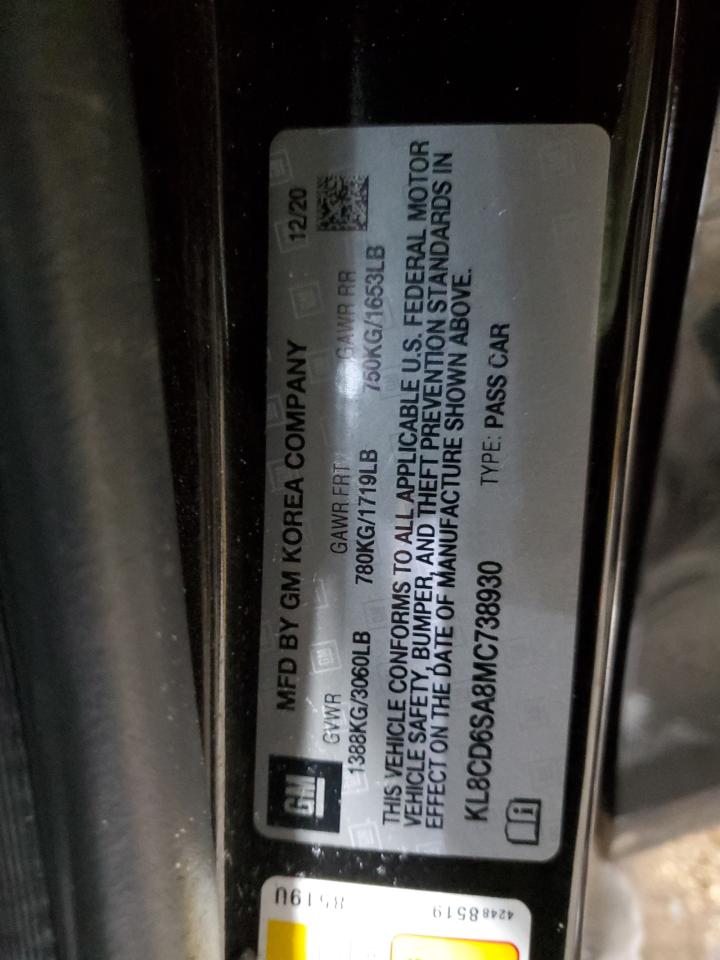 MFD BY GM KOREA COMPANY 12/20
GM
GVWR GAWR FRT GAWR RR
1388KG/3060LB 780KG/1719LB 750KG/1653LB
THIS VEHICLE CONFORMS TO ALL APPLICABLE U.S. FEDERAL MOTOR
VEHICLE SAFETY, BUMPER, AND THEFT PREVENTION STANDARDS IN
EFFECT ON THE DATE OF MANUFACTURE SHOWN ABOVE.
KL8CD6SA8MC738930 TYPE: PASS CAR
42488519
8519U